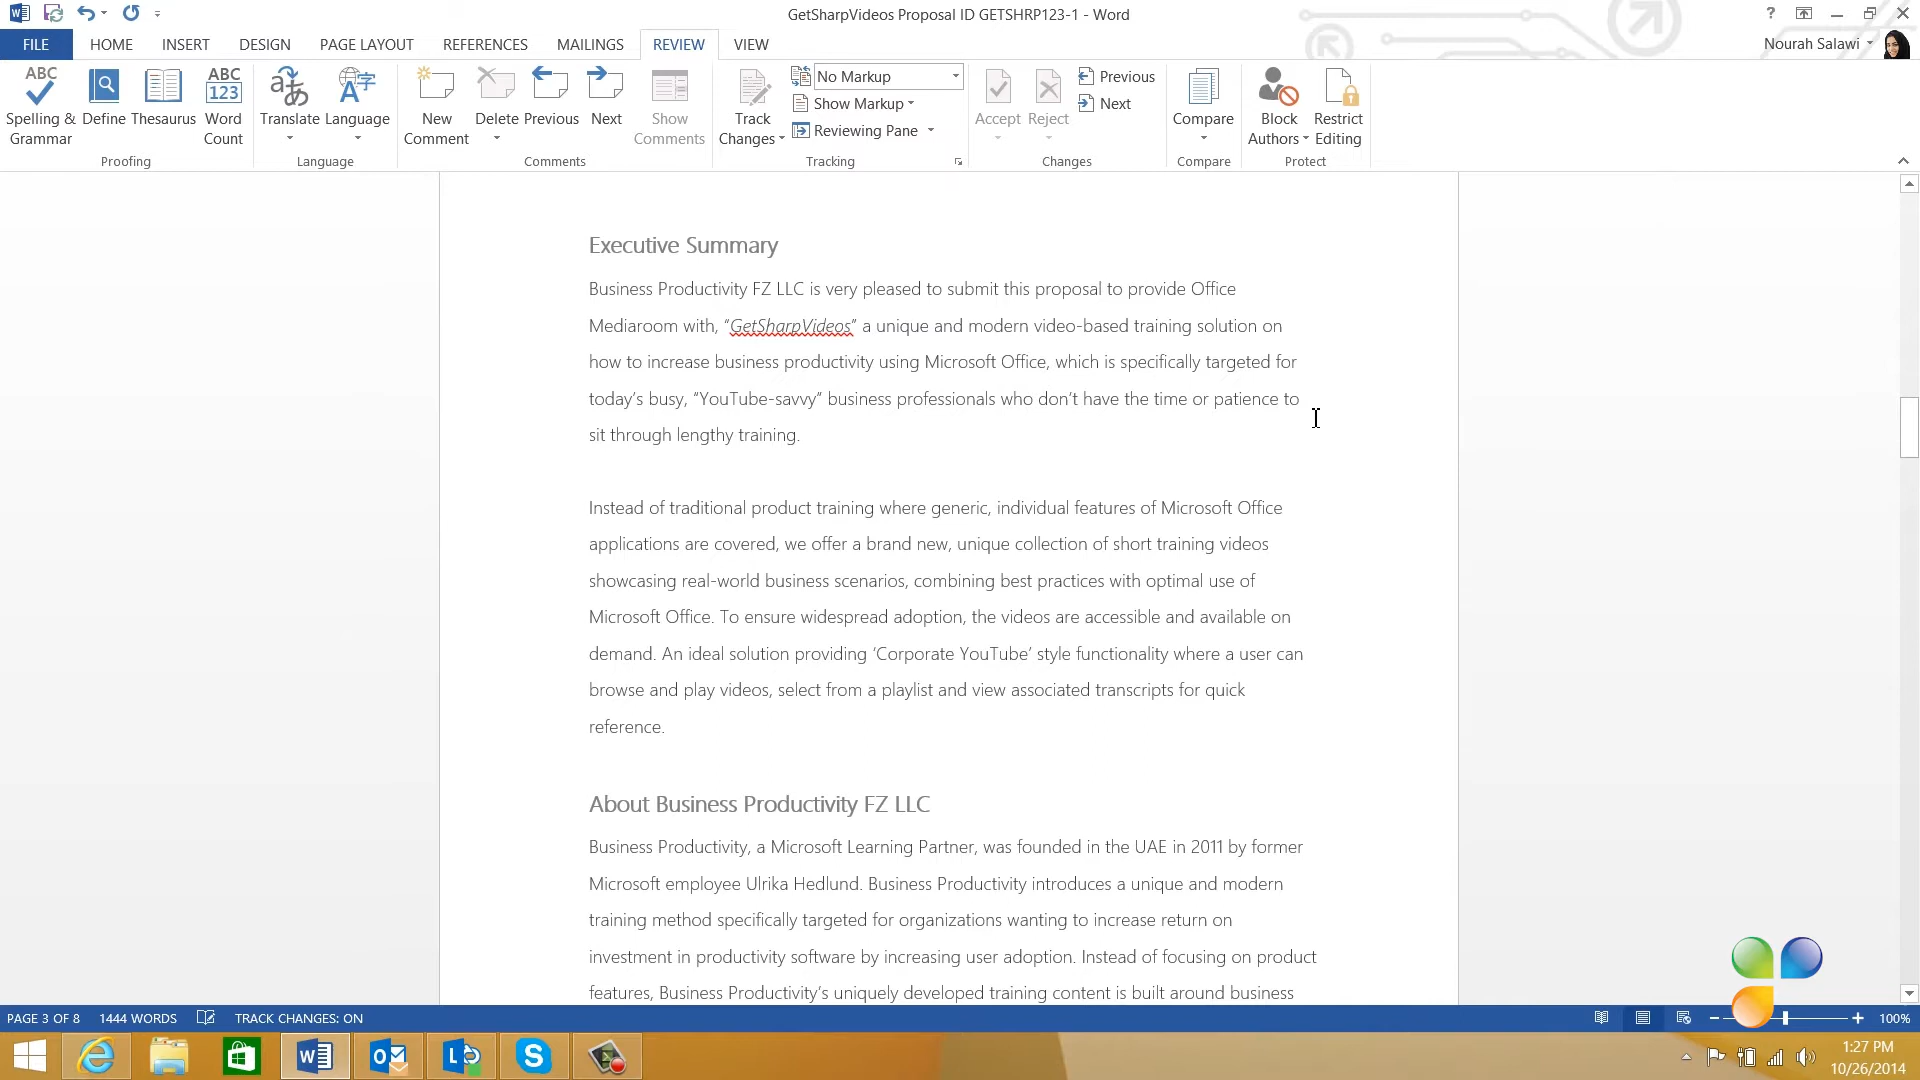 GetSharpVideos Proposal ID GETSHRP123-1 - Word
?
FILE HOME INSERT DESIGN PAGE LAYOUT REFERENCES MAILINGS REVIEW VIEW
Nourah Salawi
ABC
Spelling & Grammar
Define
Thesaurus
ABC 123
Word Count
Proofing
Translate
Language
Language
New Comment
Delete
Previous
Next
Show Comments
Comments
Track Changes
No Markup
Show Markup
Reviewing Pane
Tracking
Accept
Reject
Previous
Next
Changes
Compare
Compare
Block Authors
Restrict Editing
Protect
Executive Summary
Business Productivity FZ LLC is very pleased to submit this proposal to provide Office
Mediaroom with, “GetSharpVideos” a unique and modern video-based training solution on
how to increase business productivity using Microsoft Office, which is specifically targeted for
today’s busy, “YouTube-savvy” business professionals who don’t have the time or patience to
sit through lengthy training.
Instead of traditional product training where generic, individual features of Microsoft Office
applications are covered, we offer a brand new, unique collection of short training videos
showcasing real-world business scenarios, combining best practices with optimal use of
Microsoft Office. To ensure widespread adoption, the videos are accessible and available on
demand. An ideal solution providing ‘Corporate YouTube’ style functionality where a user can
browse and play videos, select from a playlist and view associated transcripts for quick
reference.
About Business Productivity FZ LLC
Business Productivity, a Microsoft Learning Partner, was founded in the UAE in 2011 by former
Microsoft employee Ulrika Hedlund. Business Productivity introduces a unique and modern
training method specifically targeted for organizations wanting to increase return on
investment in productivity software by increasing user adoption. Instead of focusing on product
features, Business Productivity’s uniquely developed training content is built around business
PAGE 3 OF 8 1444 WORDS TRACK CHANGES: ON 100%
1:27 PM
10/26/2014